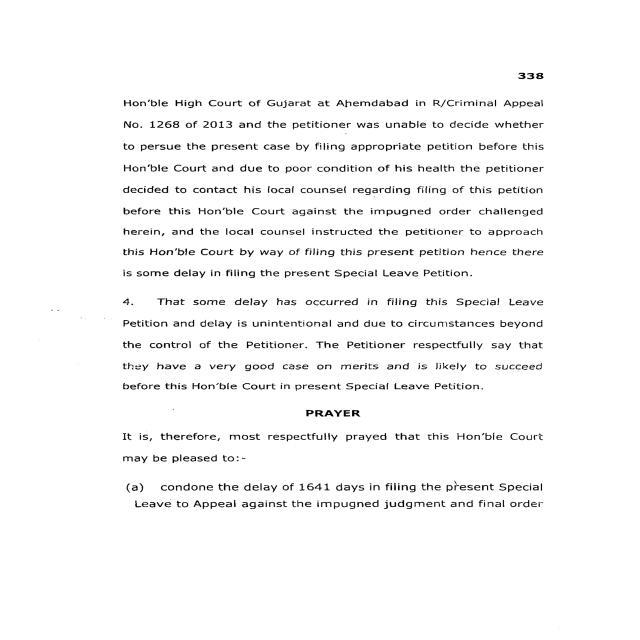 338
Hon'ble High Court of Gujarat at Ahemdabad in R/Criminal Appeal
No. 1268 of 2013 and the petitioner was unable to decide whether
to persue the present case by filing appropriate petition before this
Hon'ble Court and due to poor condition of his health the petitioner
decided to contact his local counsel regarding filing of this petition
before this Hon'ble Court against the impugned order challenged
herein, and the local counsel instructed the petitioner to approach
this Hon'ble Court by way of filing this present petition hence there
is some delay in filing the present Special Leave Petition.
4. That some delay has occurred in filing this Special Leave
Petition and delay is unintentional and due to circumstances beyond
the control of the Petitioner. The Petitioner respectfully say that
they have a very good case on merits and is likely to succeed
before this Hon'ble Court in present Special Leave Petition.
PRAYER
It is, therefore, most respectfully prayed that this Hon'ble Court
may be pleased to:-
(a) condone the delay of 1641 days in filing the present Special
Leave to Appeal against the impugned judgment and final order